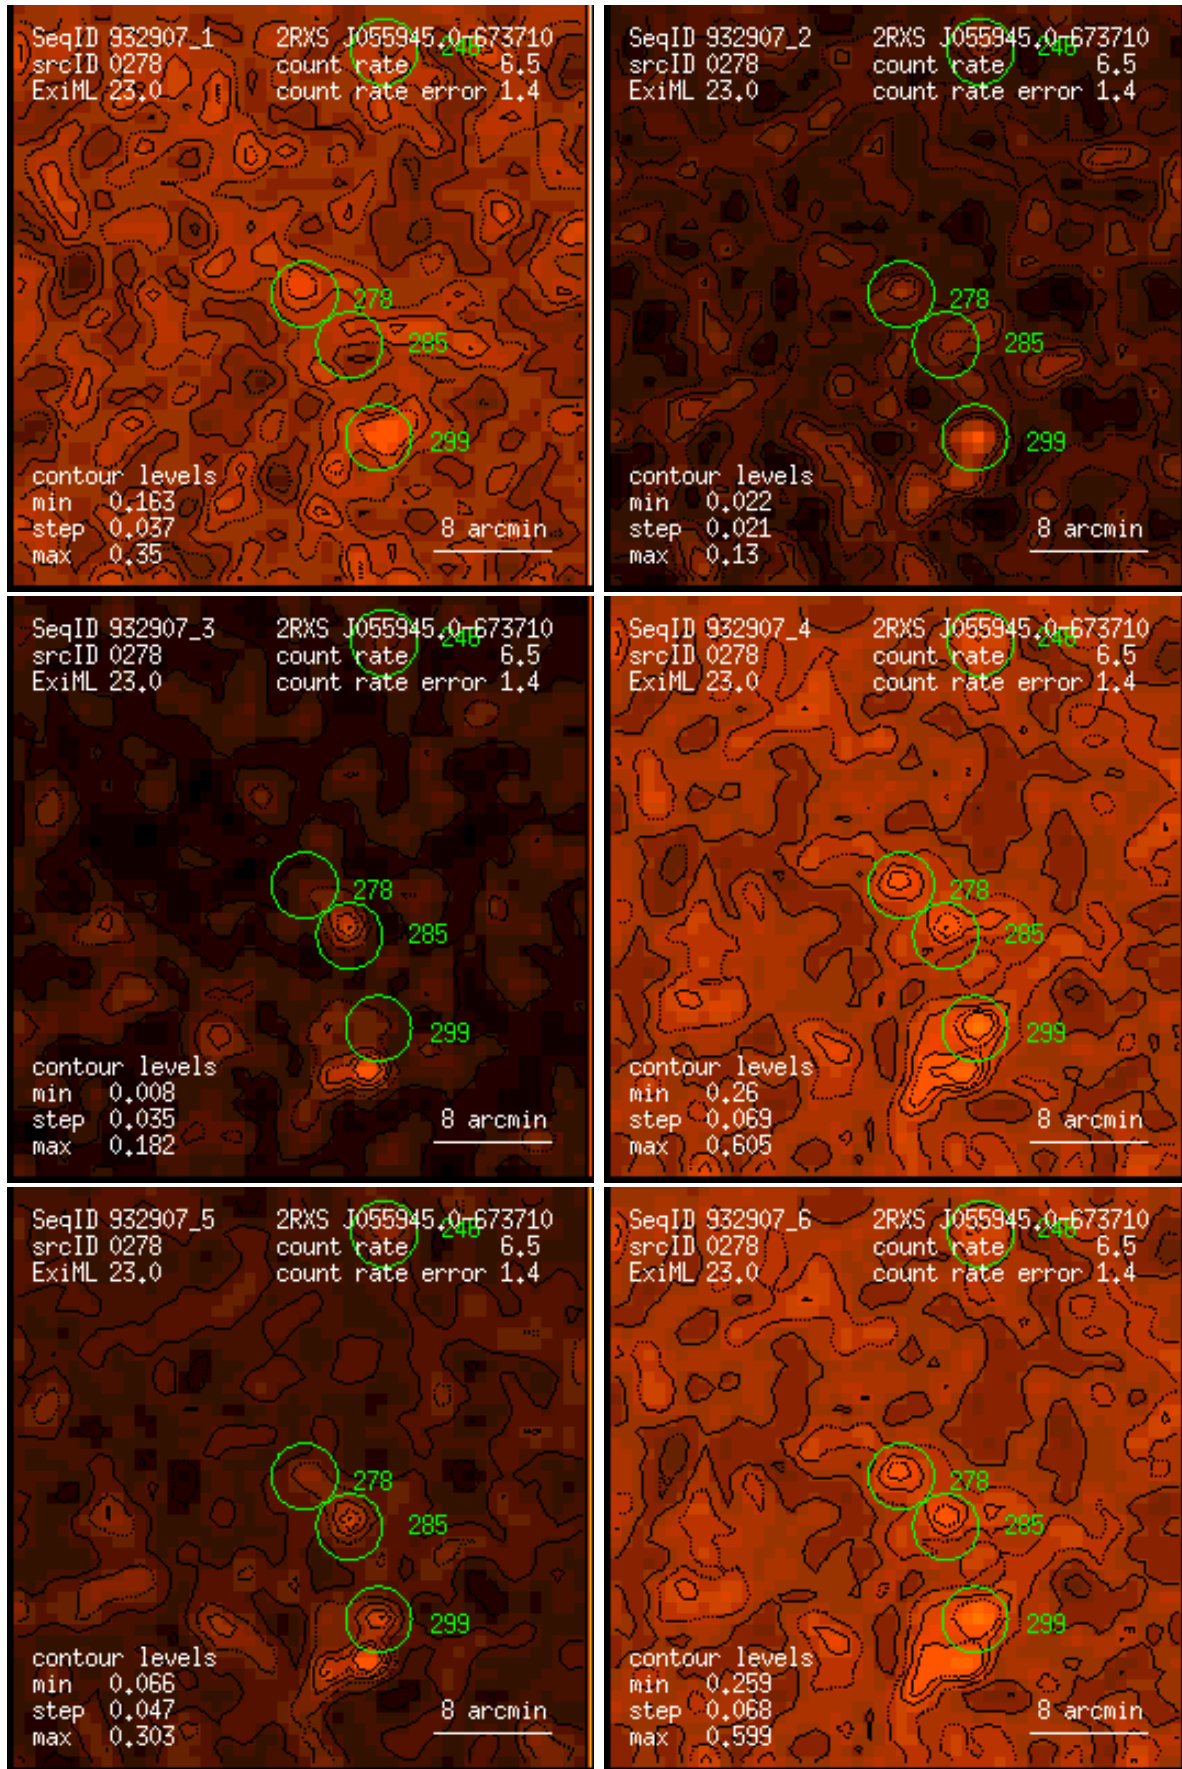 SeqID 932907_1 2RXS J055945.0-673710
srcID 0278 count rate 246 6.5
ExiML 23.0 count rate error 1.4
278
285
299
contour levels
min 0.163
step 0.037 8 arcmin
max 0.35
SeqID 932907_2 2RXS J055945.0-673710
srcID 0278 count rate 246 6.5
ExiML 23.0 count rate error 1.4
278
285
299
contour levels
min 0.022
step 0.021 8 arcmin
max 0.13
SeqID 932907_3 2RXS J055945.0-673710
srcID 0278 count rate 246 6.5
ExiML 23.0 count rate error 1.4
278
285
299
contour levels
min 0.008
step 0.035 8 arcmin
max 0.182
SeqID 932907_4 2RXS J055945.0-673710
srcID 0278 count rate 246 6.5
ExiML 23.0 count rate error 1.4
278
285
299
contour levels
min 0.26
step 0.069 8 arcmin
max 0.605
SeqID 932907_5 2RXS J055945.0-673710
srcID 0278 count rate 246 6.5
ExiML 23.0 count rate error 1.4
278
285
299
contour levels
min 0.066
step 0.047 8 arcmin
max 0.303
SeqID 932907_6 2RXS J055945.0-673710
srcID 0278 count rate 246 6.5
ExiML 23.0 count rate error 1.4
278
285
299
contour levels
min 0.259
step 0.068 8 arcmin
max 0.599